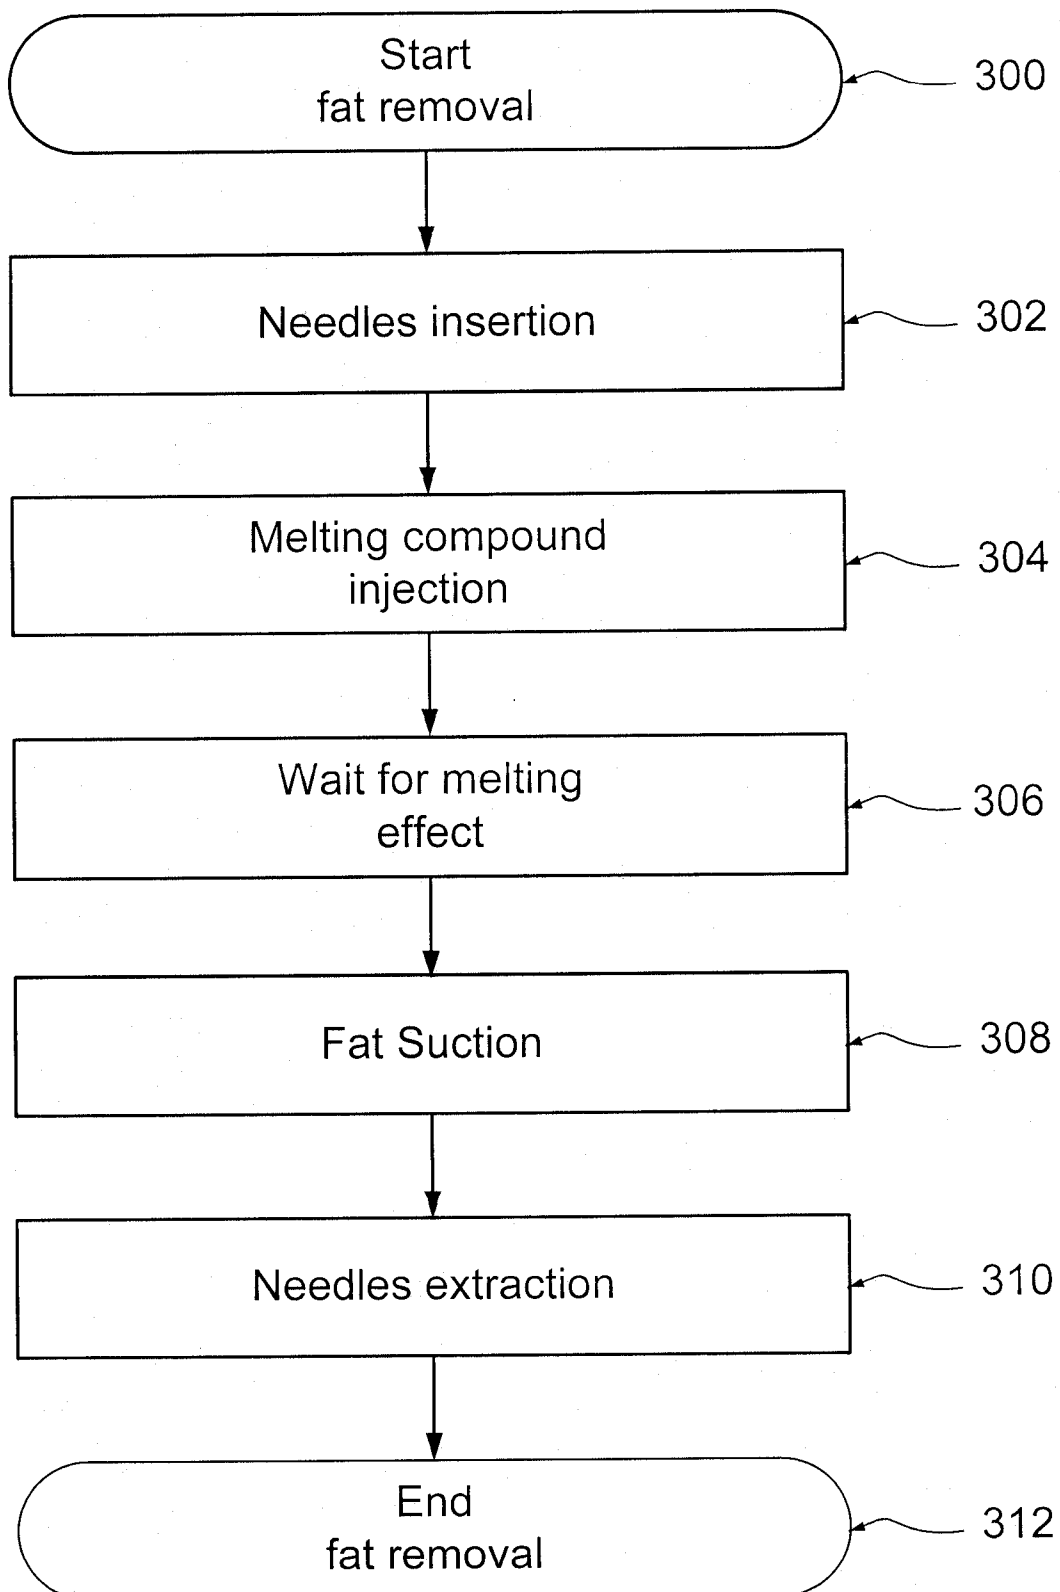 Start
fat removal
300
Needles insertion
302
Melting compound
injection
304
Wait for melting
effect
306
Fat Suction
308
Needles extraction
310
End
fat removal
312